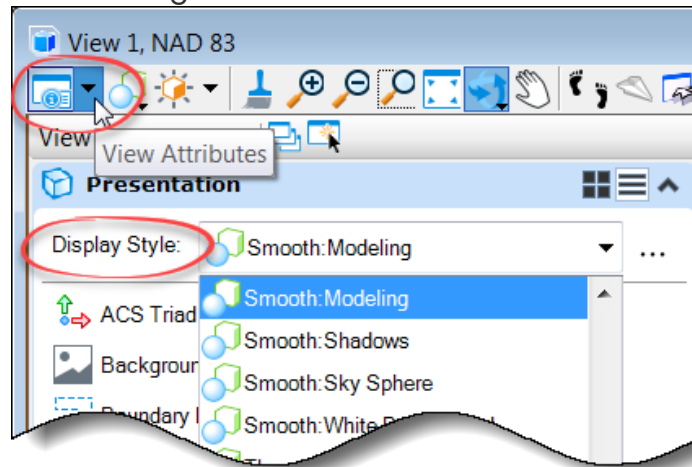 View 1, NAD 83
View
View Attributes
Presentation
Display Style: Smooth:Modeling ...
ACS Triad
Smooth:Modeling
Smooth:Shadows
Smooth:Sky Sphere
Smooth:White